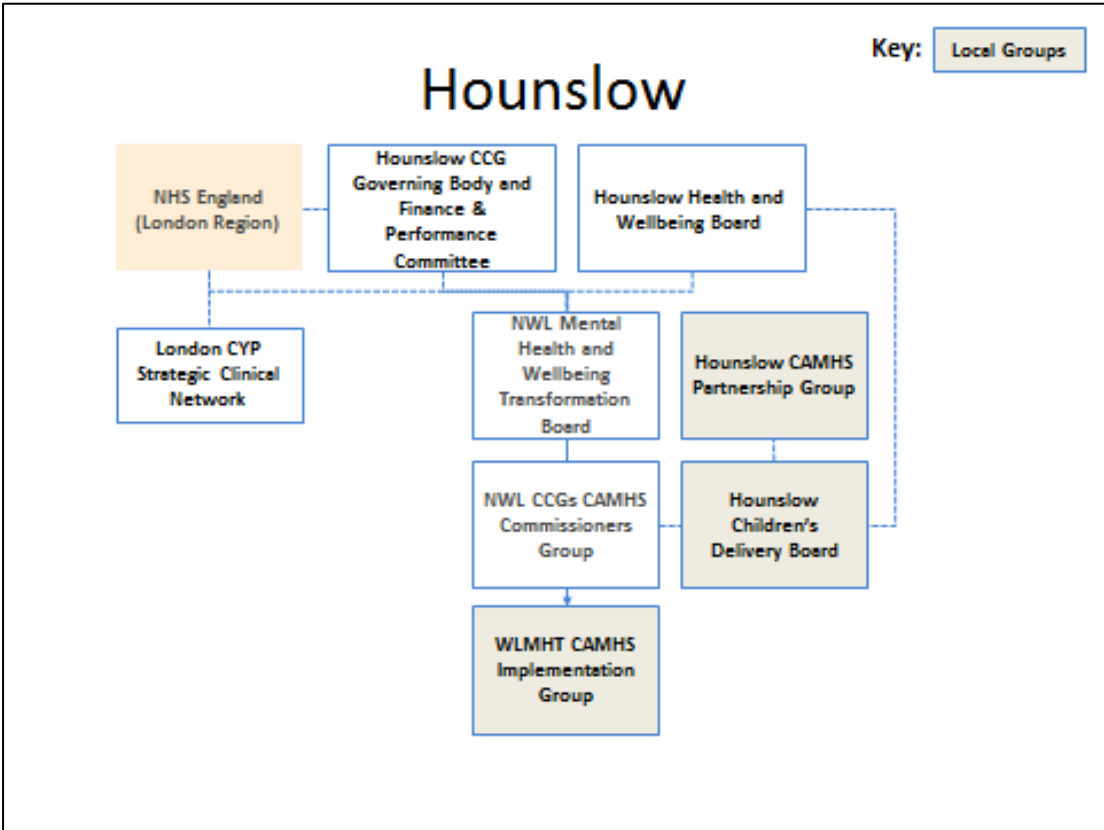 Key:
Local Groups
Hounslow
NHS England
(London Region)
Hounslow CCG
Governing Body and
Finance &
Performance
Committee
Hounslow Health and
Wellbeing Board
London CYP
Strategic Clinical
Network
NWL Mental
Health and
Wellbeing
Transformation
Board
Hounslow CAMHS
Partnership Group
NWL CCGs CAMHS
Commissioners
Group
Hounslow
Children's
Delivery Board
WLMHT CAMHS
Implementation
Group